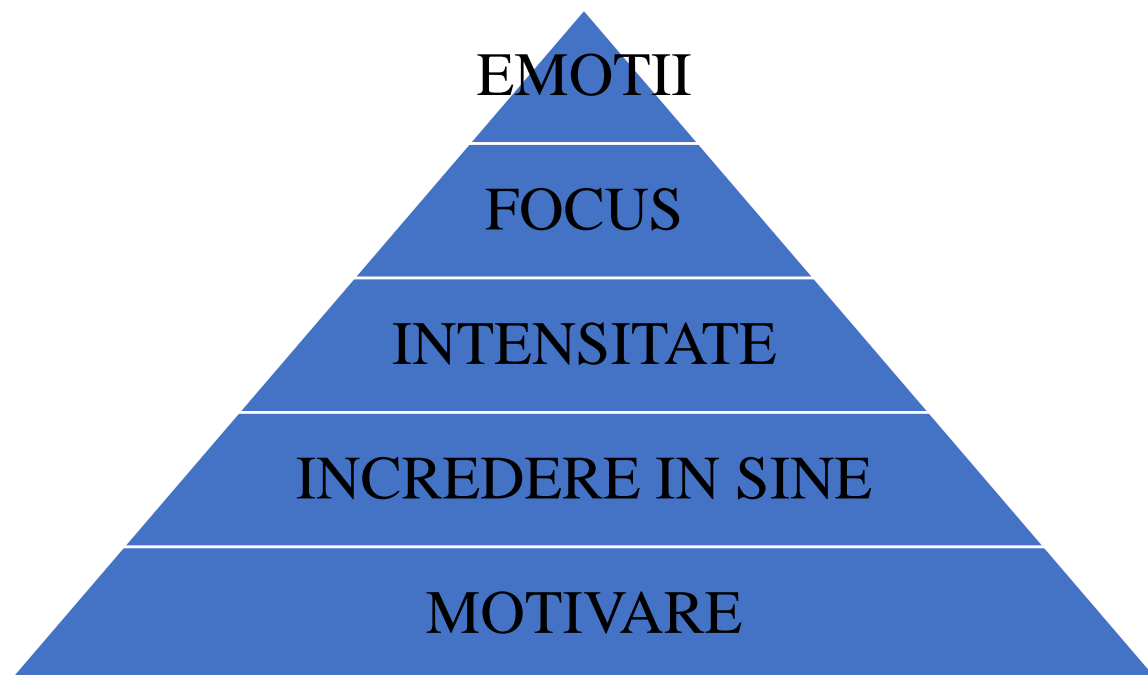 EMOTII
FOCUS
INTENSITATE
INCREDERE IN SINE
MOTIVARE